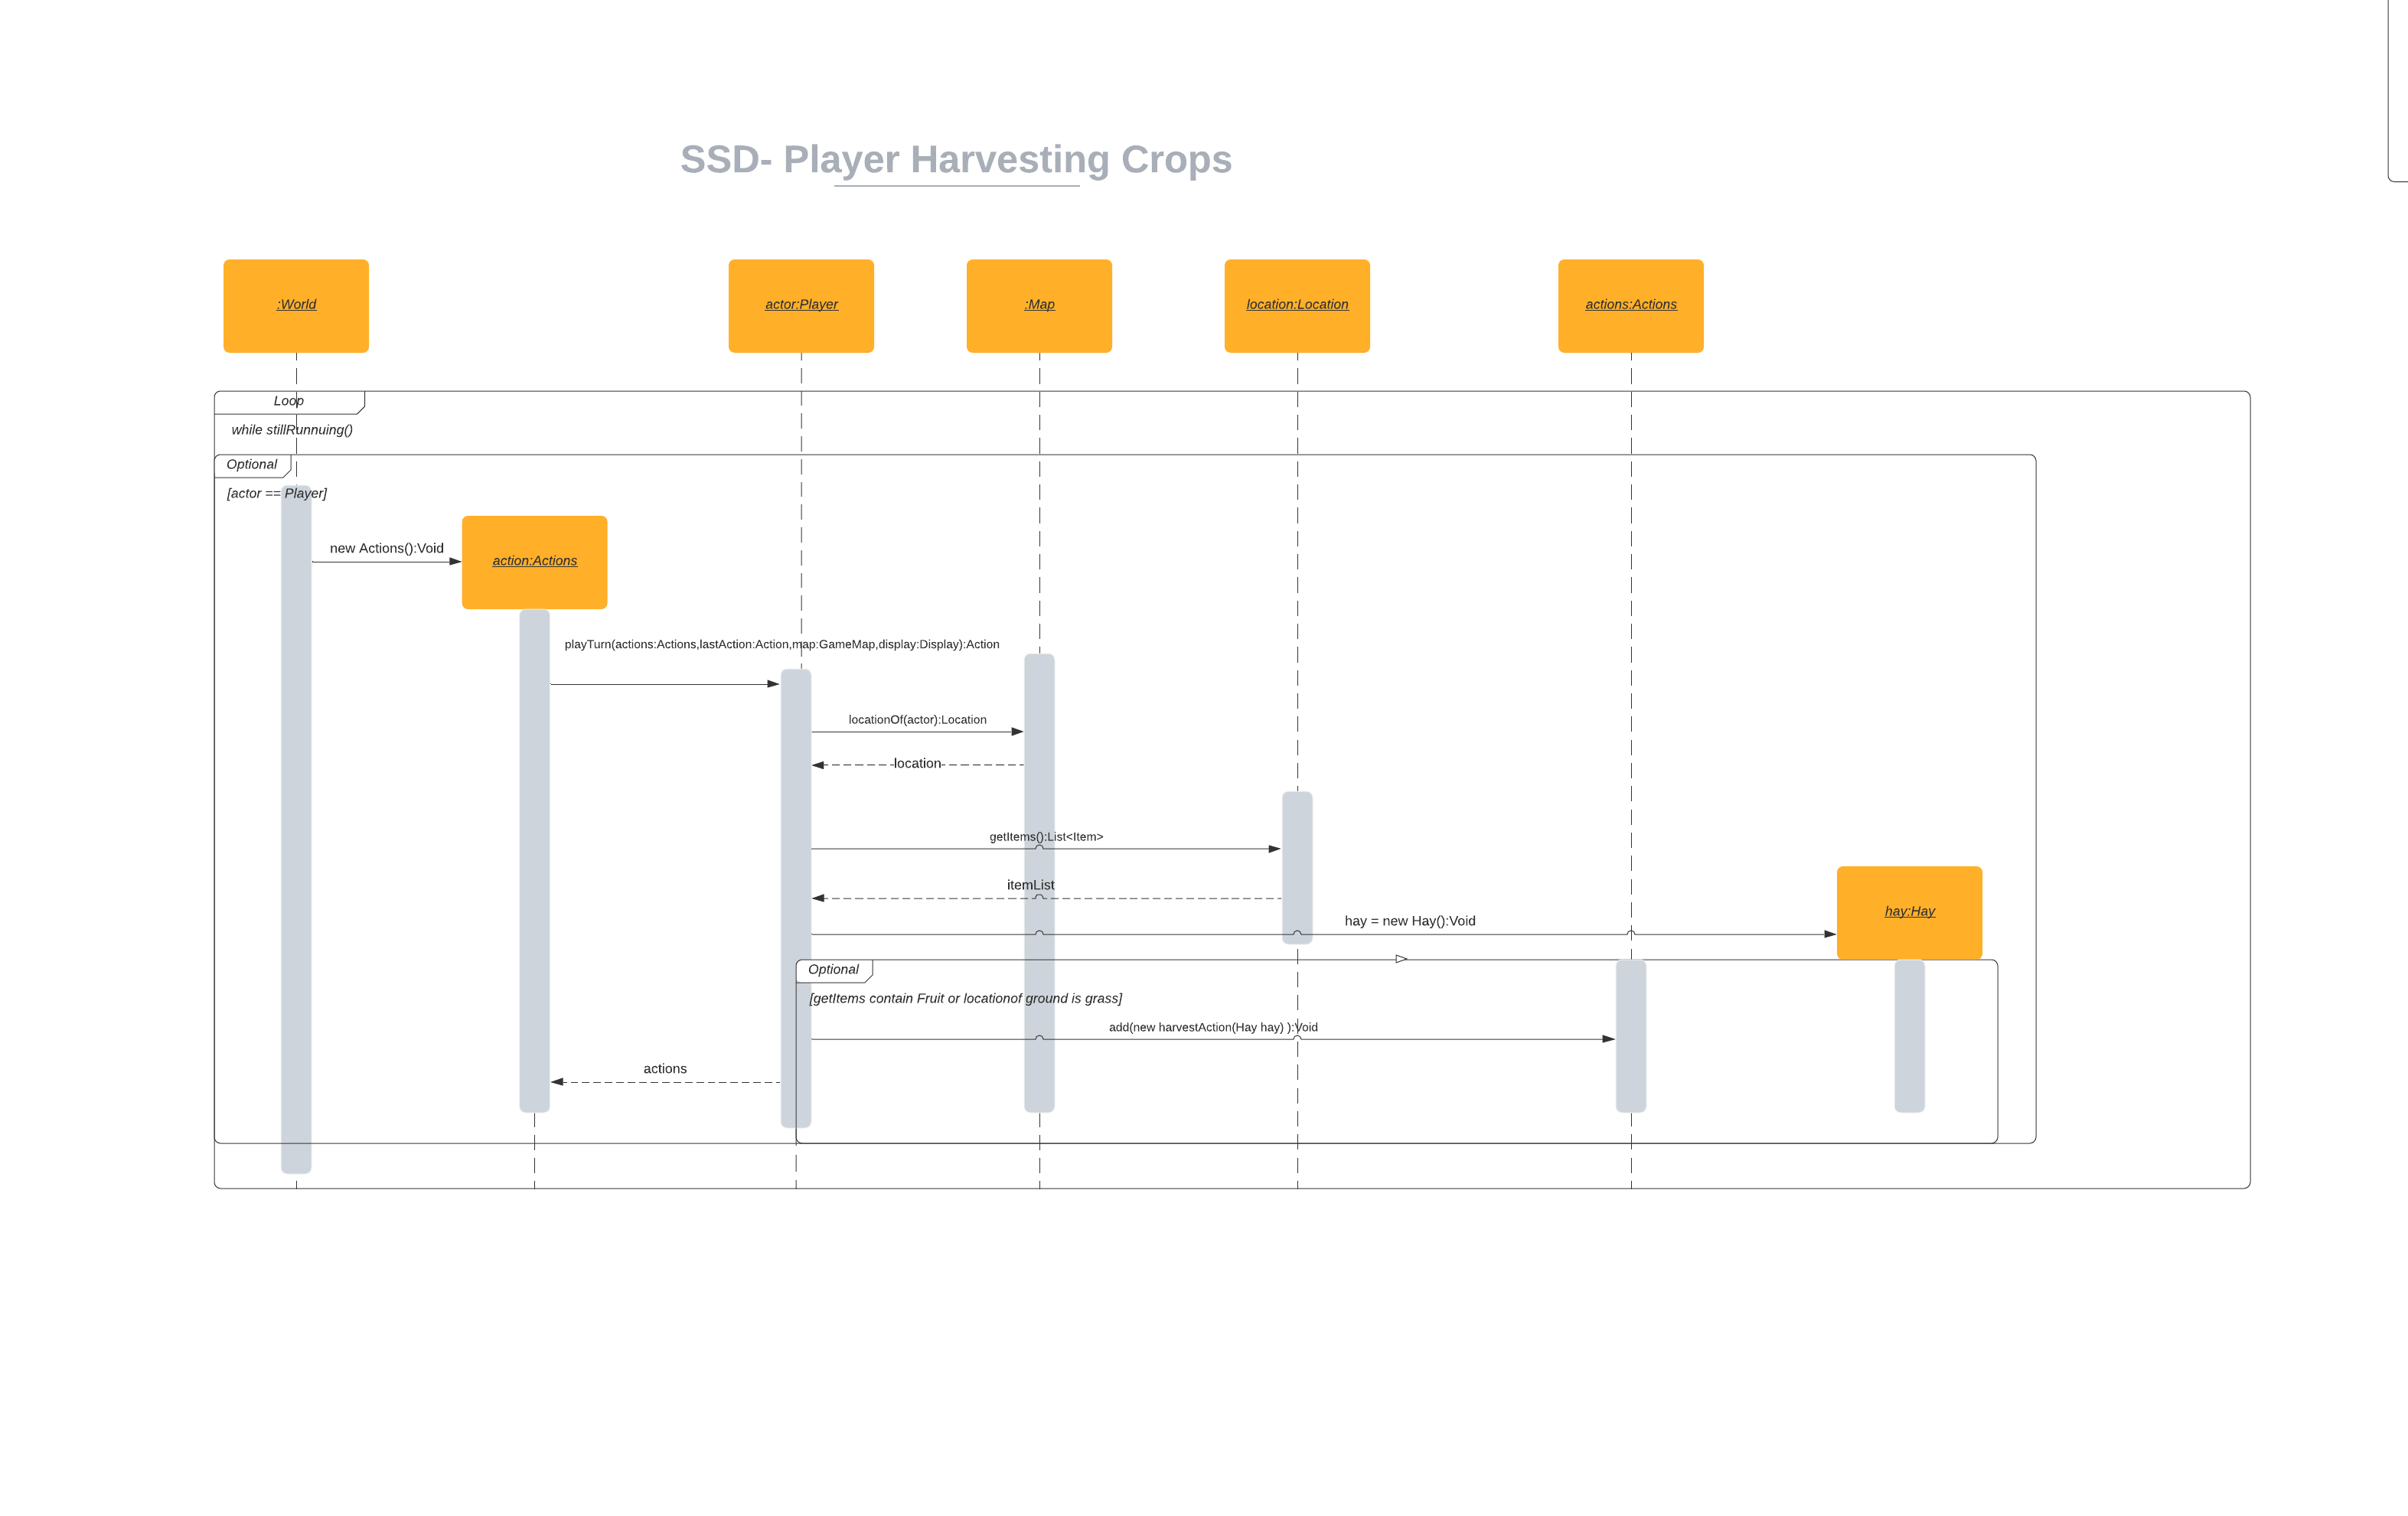 SSD- Player Harvesting Crops
:World
actor:Player
:Map
location:Location
actions:Actions
Loop
while stillRunnuing()
Optional
[actor == Player]
new Actions():Void
action:Actions
playTurn(actions:Actions,lastAction:Action,map:GameMap,display:Display):Action
locationOf(actor):Location
location
getItems():List<Item>
itemList
hay = new Hay():Void
hay:Hay
Optional
[getItems contain Fruit or locationof ground is grass]
add(new harvestAction(Hay hay) ):Void
actions